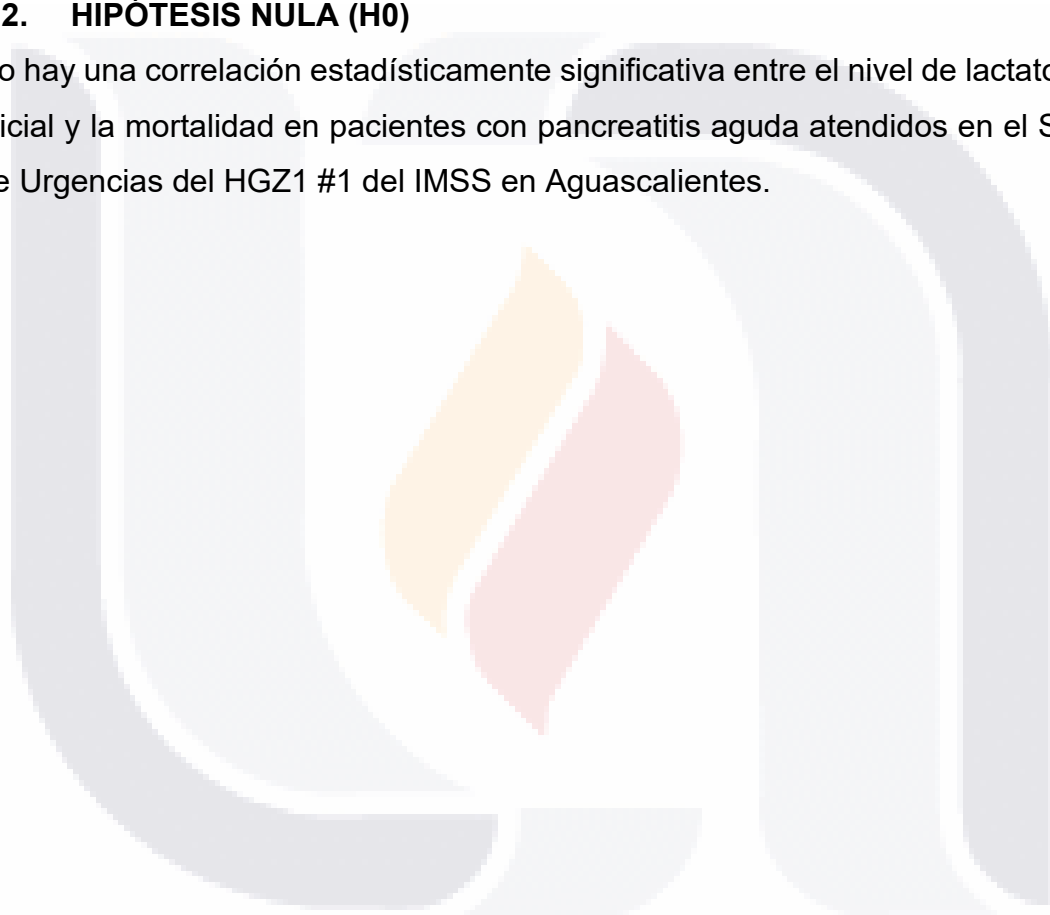 2. HIPÓTESIS NULA (H0)
o hay una correlación estadísticamente significativa entre el nivel de lactato
icial y la mortalidad en pacientes con pancreatitis aguda atendidos en el S
e Urgencias del HGZ1 #1 del IMSS en Aguascalientes.